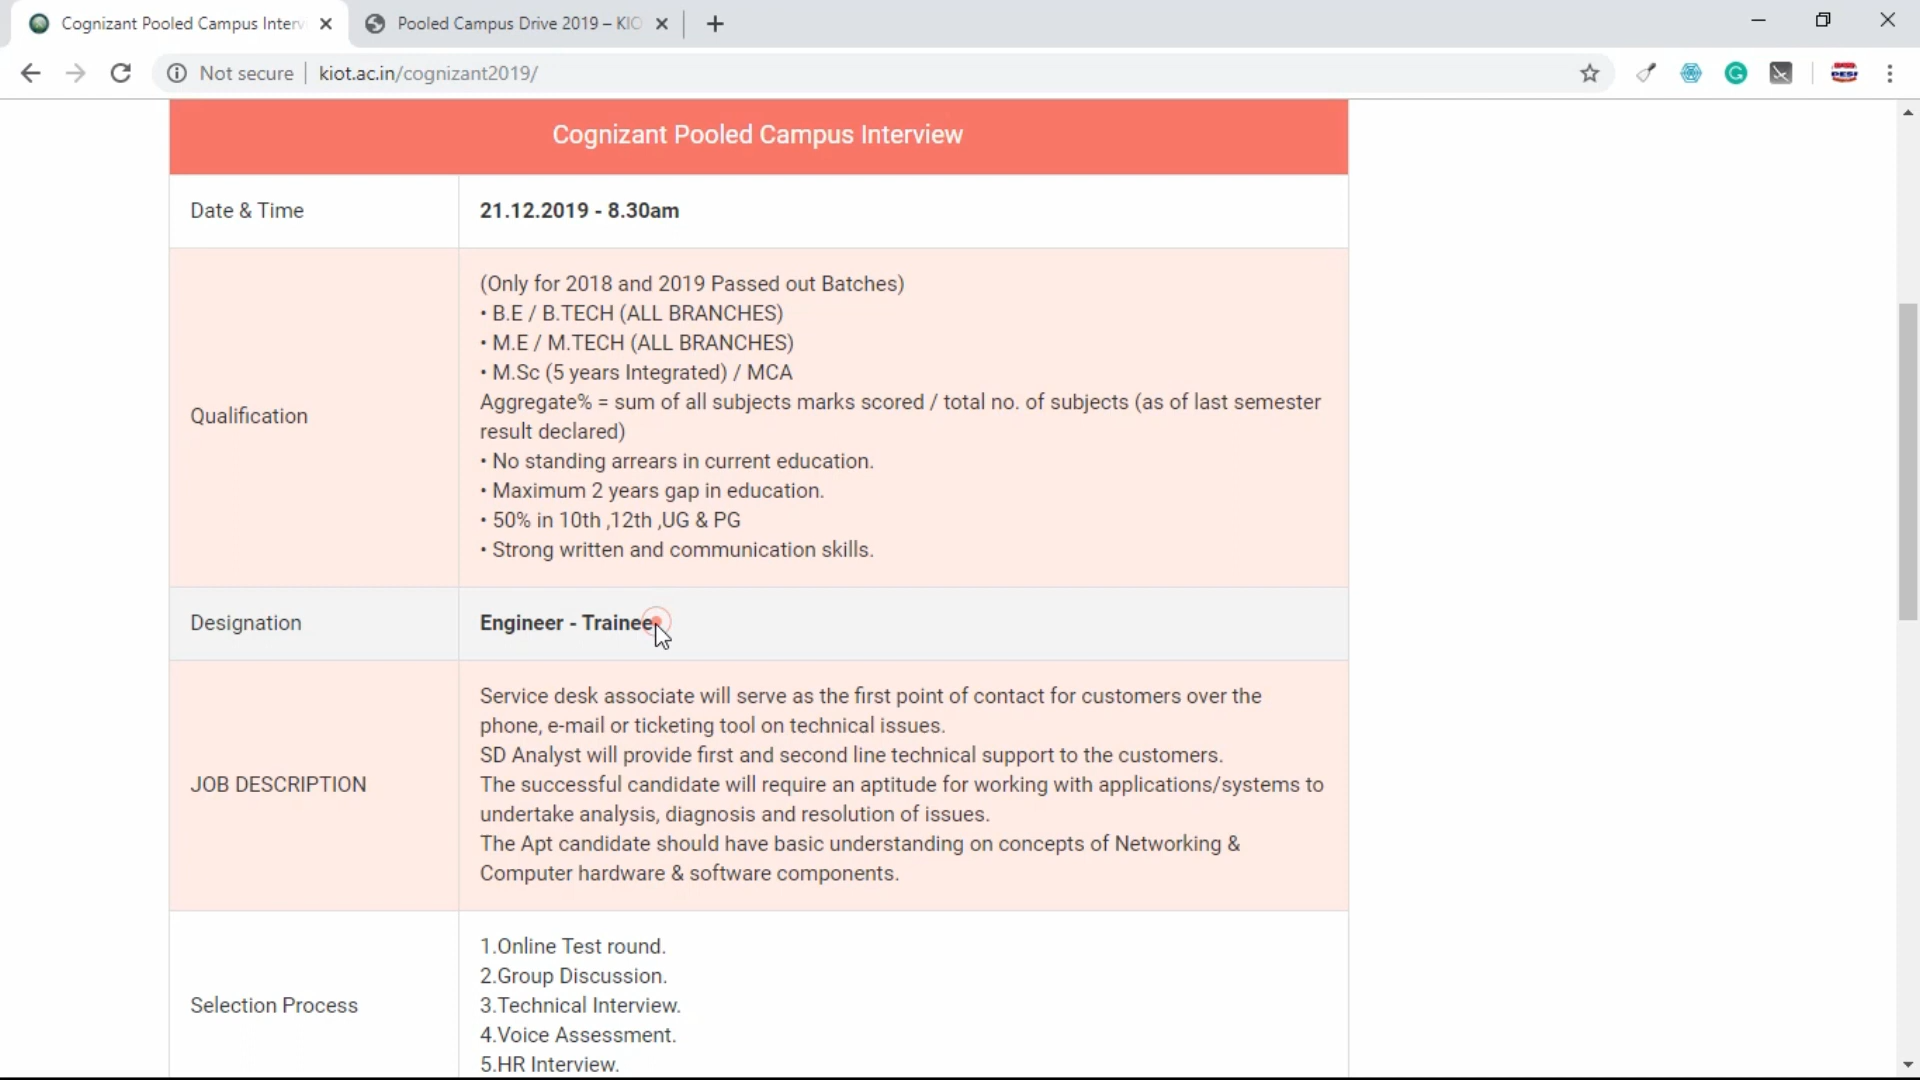 Cognizant Pooled Campus Interv
Pooled Campus Drive 2019 – KIO
Not secure
kiot.ac.in/cognizant2019/
Cognizant Pooled Campus Interview
Date & Time
21.12.2019 - 8.30am
Qualification
(Only for 2018 and 2019 Passed out Batches)
• B.E / B.TECH (ALL BRANCHES)
• M.E / M.TECH (ALL BRANCHES)
• M.Sc (5 years Integrated) / MCA
Aggregate% = sum of all subjects marks scored / total no. of subjects (as of last semester
result declared)
• No standing arrears in current education.
• Maximum 2 years gap in education.
• 50% in 10th ,12th ,UG & PG
• Strong written and communication skills.
Designation
Engineer - Trainee
JOB DESCRIPTION
Service desk associate will serve as the first point of contact for customers over the
phone, e-mail or ticketing tool on technical issues.
SD Analyst will provide first and second line technical support to the customers.
The successful candidate will require an aptitude for working with applications/systems to
undertake analysis, diagnosis and resolution of issues.
The Apt candidate should have basic understanding on concepts of Networking &
Computer hardware & software components.
Selection Process
1.Online Test round.
2.Group Discussion.
3.Technical Interview.
4.Voice Assessment.
5.HR Interview.